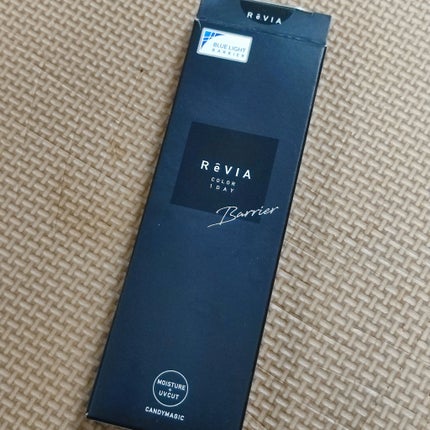 RēVIA
BLUE LIGHT
BARRIER
RēVIA
COLOR
1DAY
Barrier
MOISTURE
+
UVCUT
CANDYMAGIC